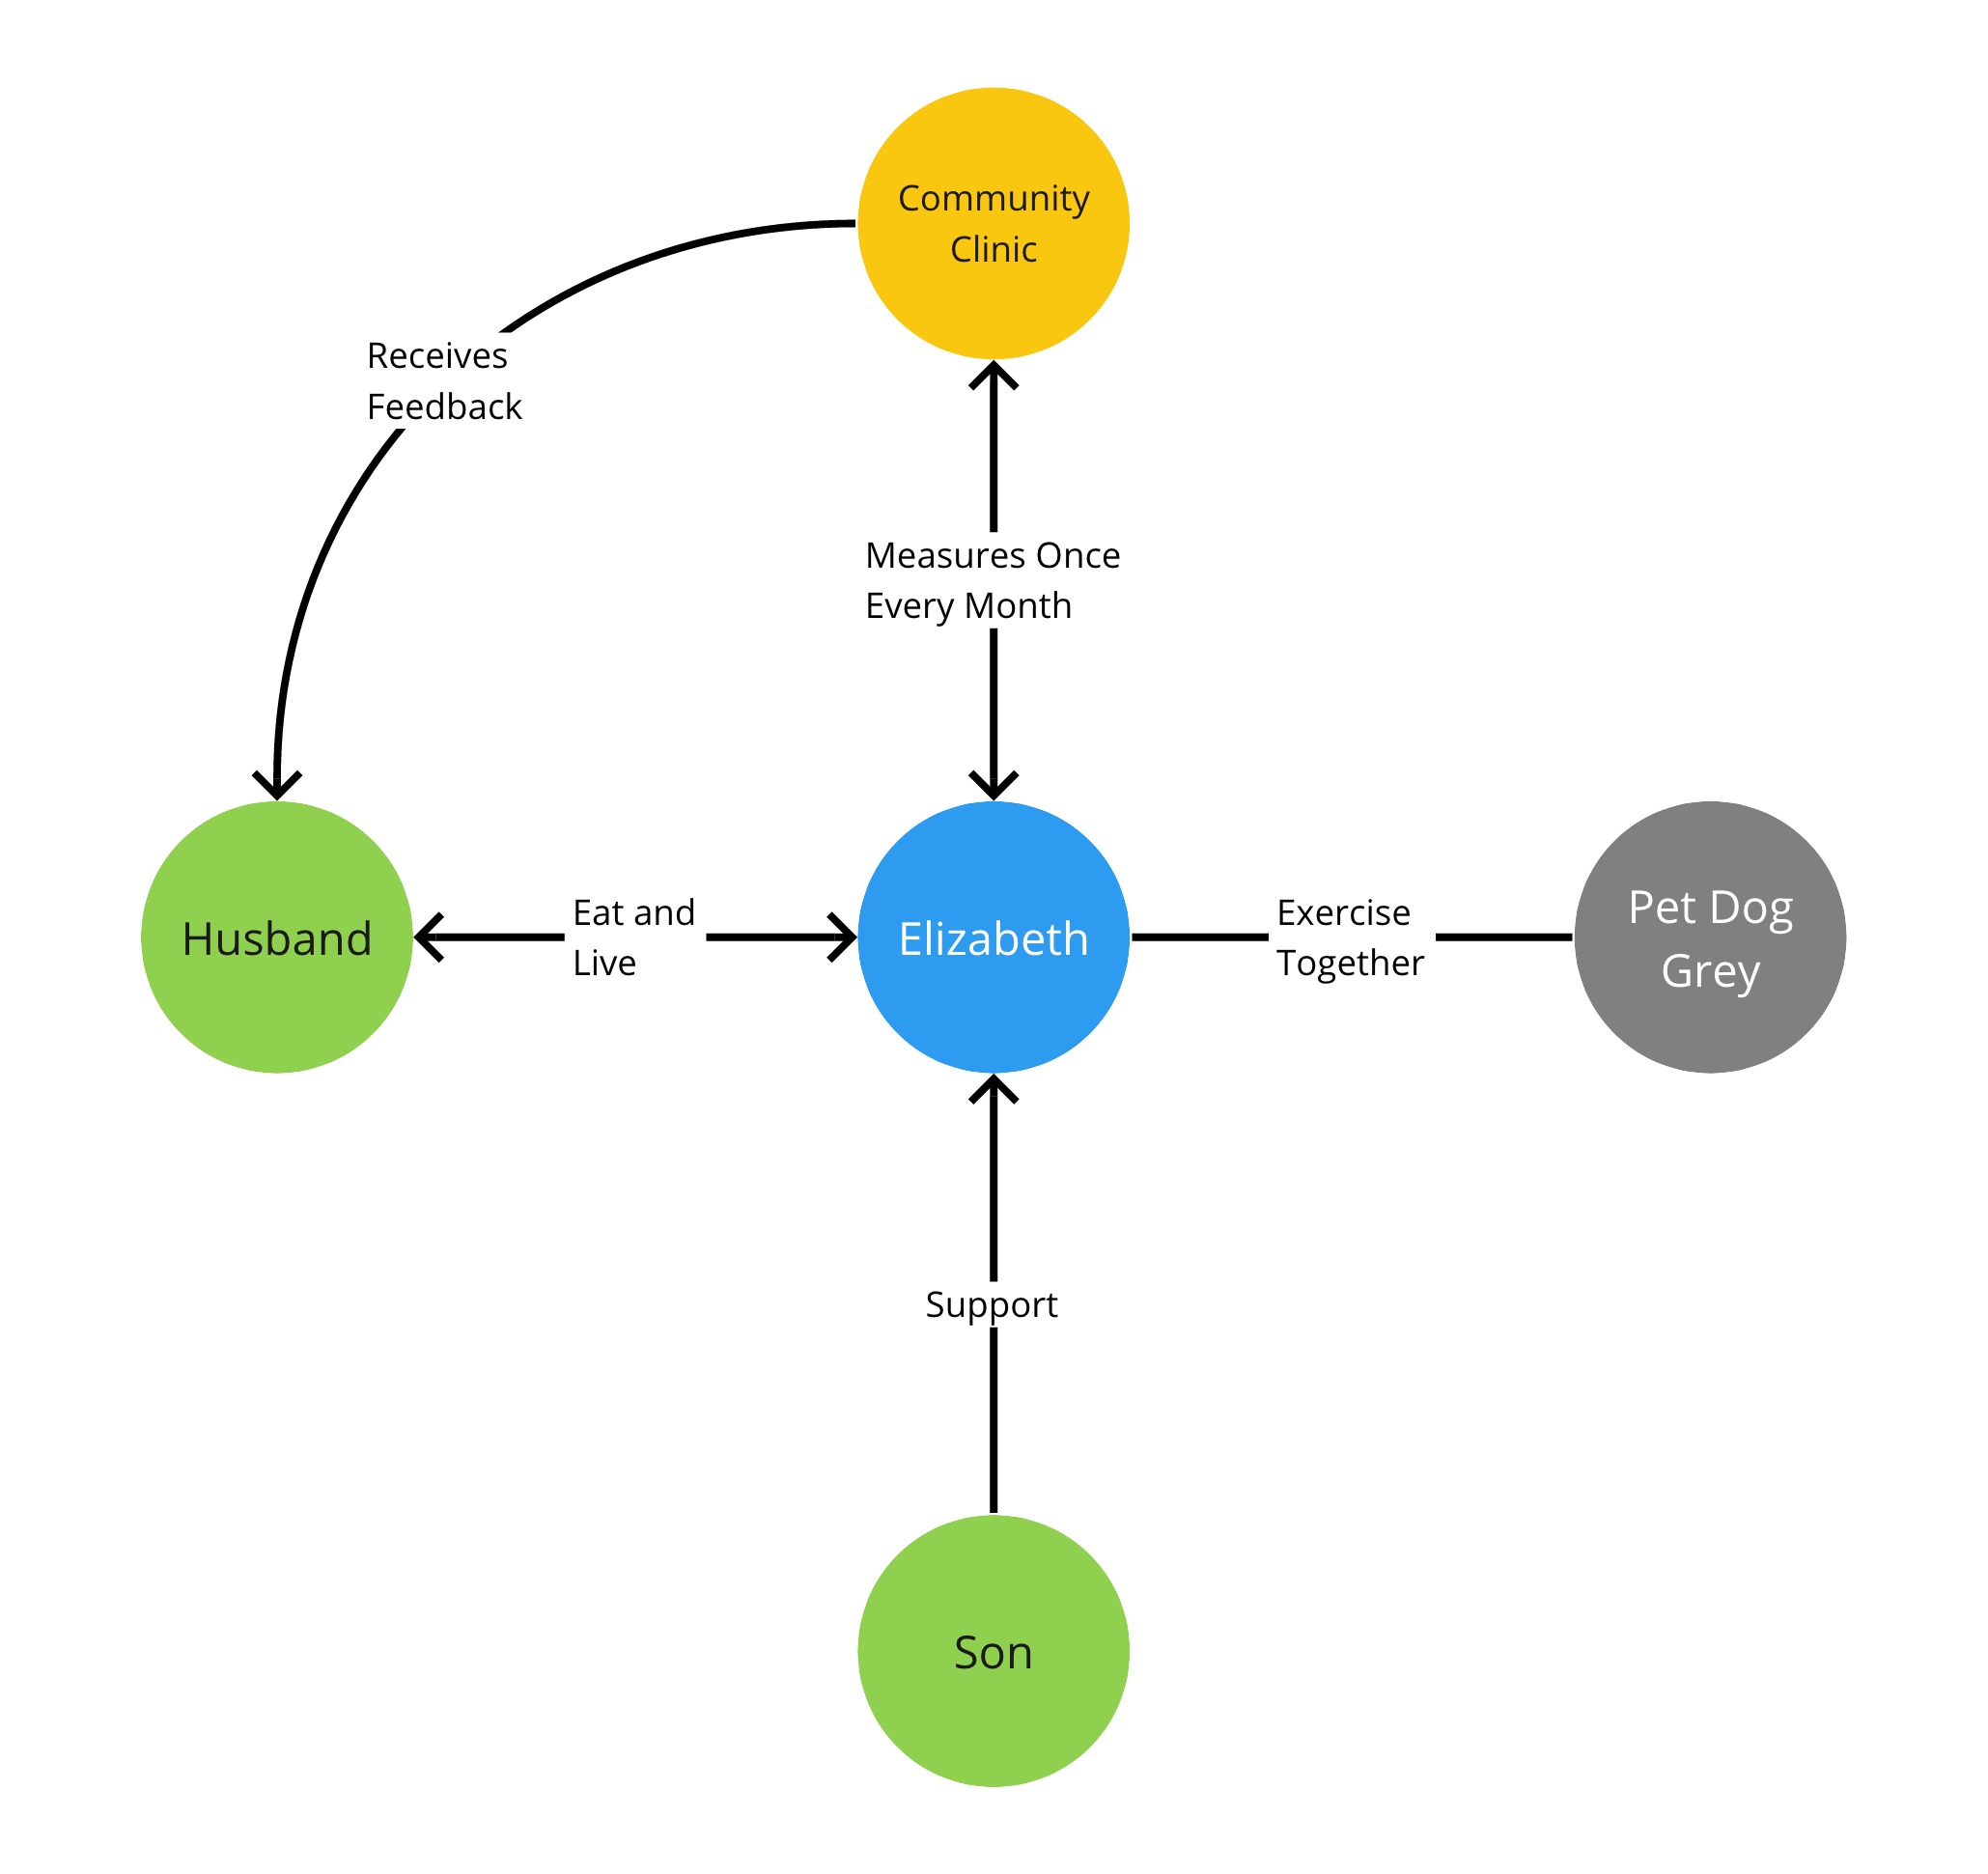 Community
Clinic
Receives
Feedback
Measures Once
Every Month
Husband
Eat and
Live
Elizabeth
Exercise
Together
Pet Dog
Grey
Support
Son